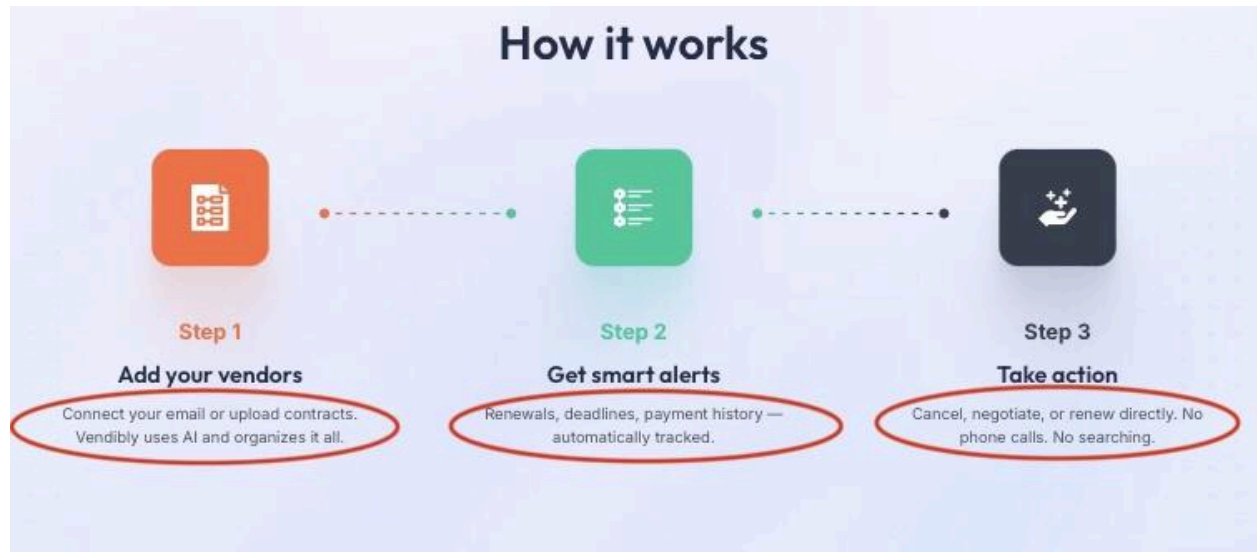 How it works
Step 1
Add your vendors
Connect your email or upload contracts.
Vendibly uses AI and organizes it all.
Step 2
Get smart alerts
Renewals, deadlines, payment history —
automatically tracked.
Step 3
Take action
Cancel, negotiate, or renew directly. No
phone calls. No searching.